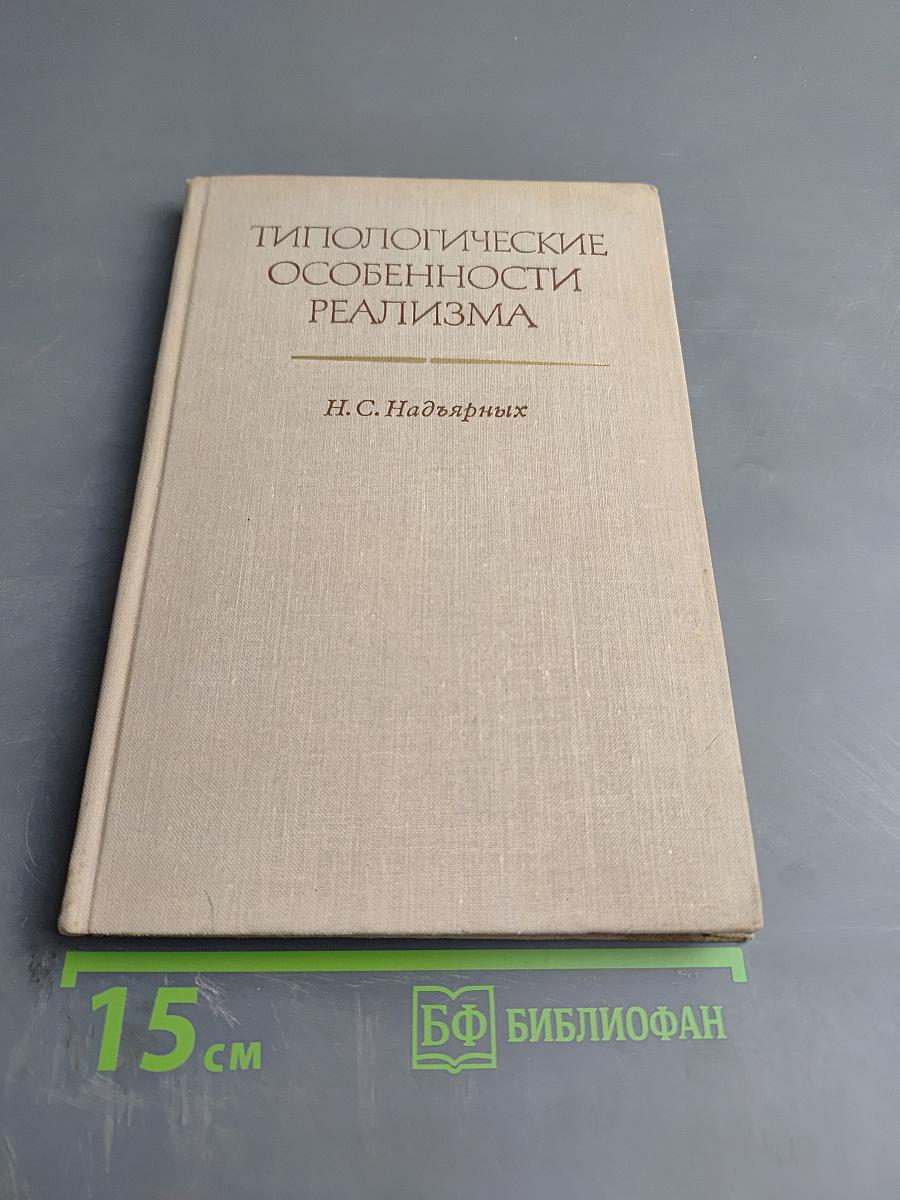 ТИПОЛОГИЧЕСКИЕ
ОСОБЕННОСТИ
РЕАЛИЗМА
Н. С. Надъярных
15 см
БФ БИБЛИОФАН